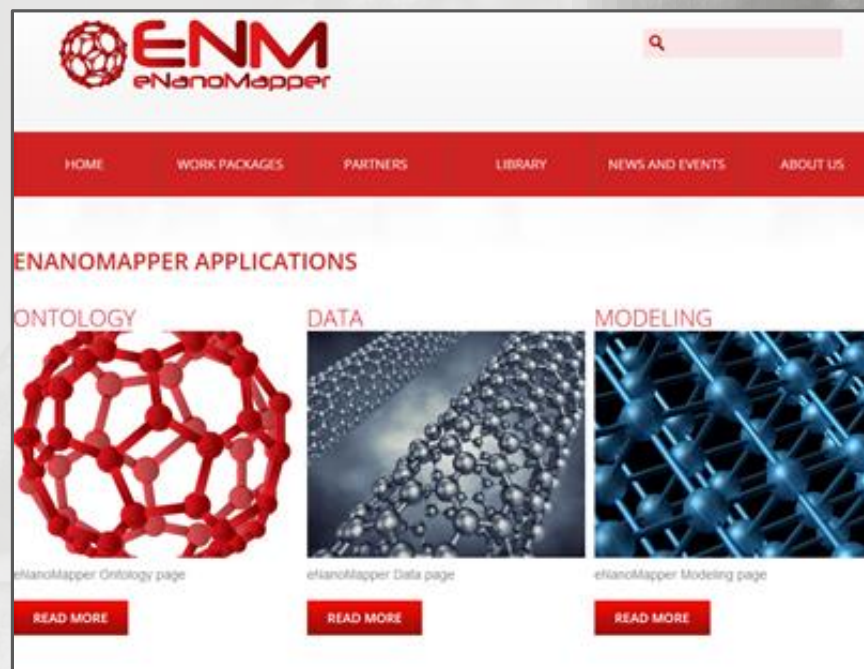 ENM
eNanoMapper
HOME WORK PACKAGES PARTNERS LIBRARY NEWS AND EVENTS ABOUT US
ENANOMAPPER APPLICATIONS
ONTOLOGY DATA MODELING
eNanoMapper Ontology page eNanoMapper Data page eNanoMapper Modeling page
READ MORE READ MORE READ MORE